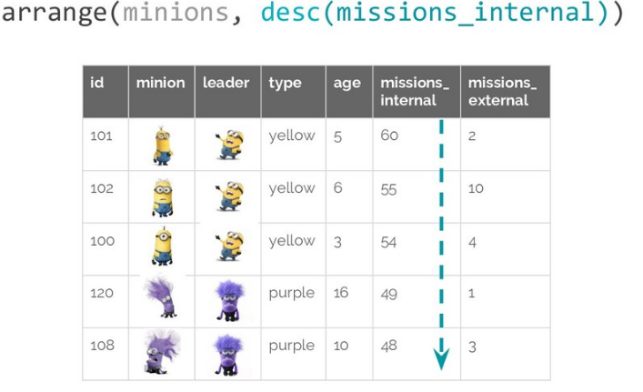 arrange(minions, desc(missions_internal))
id minion leader type age missions_ missions_
internal external
101 yellow 5 60 2
102 yellow 6 55 10
100 yellow 3 54 4
120 purple 16 49 1
108 purple 10 48 3